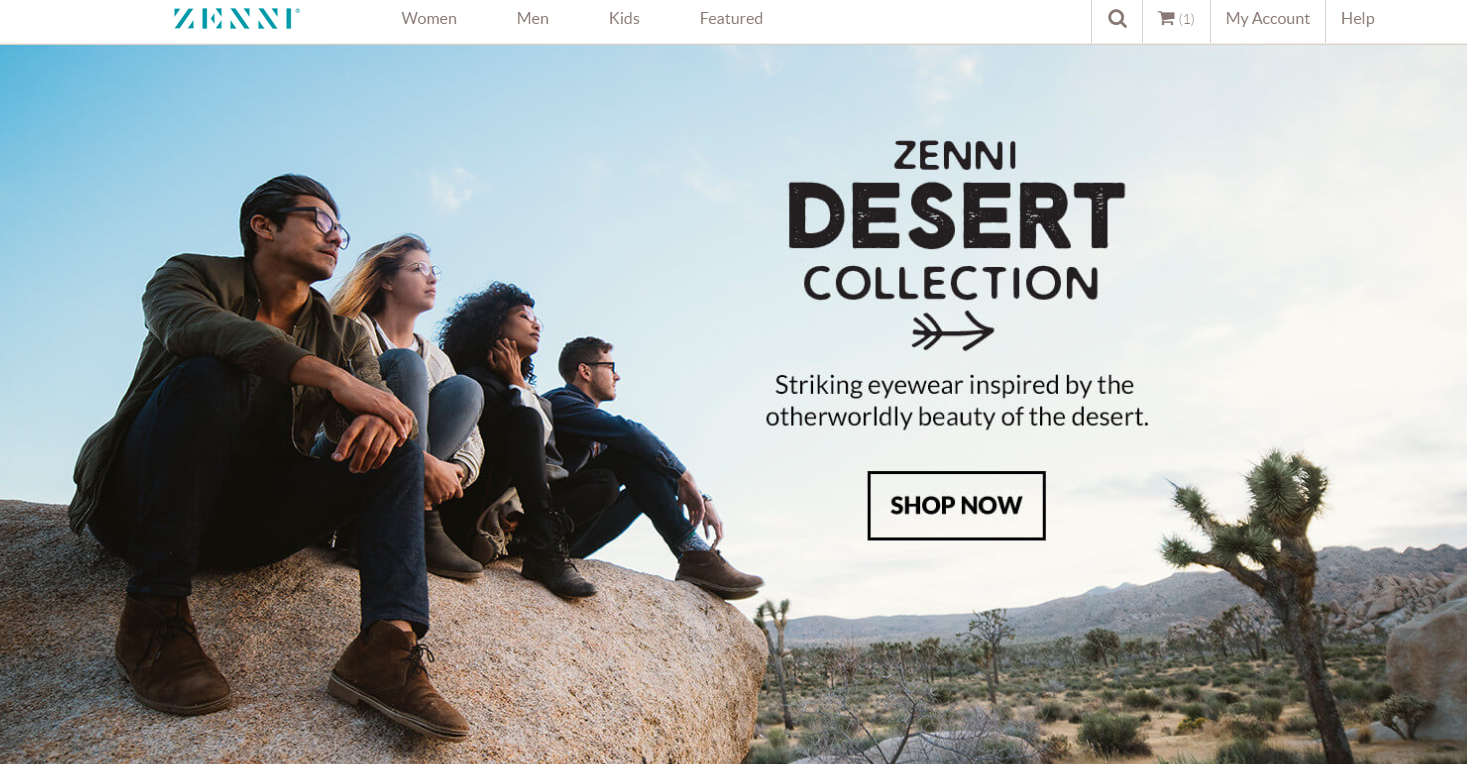 ZENNI®
Women
Men
Kids
Featured
(1)
My Account
Help
ZENNI
DESERT
COLLECTION
Striking eyewear inspired by the
otherworldly beauty of the desert.
SHOP NOW